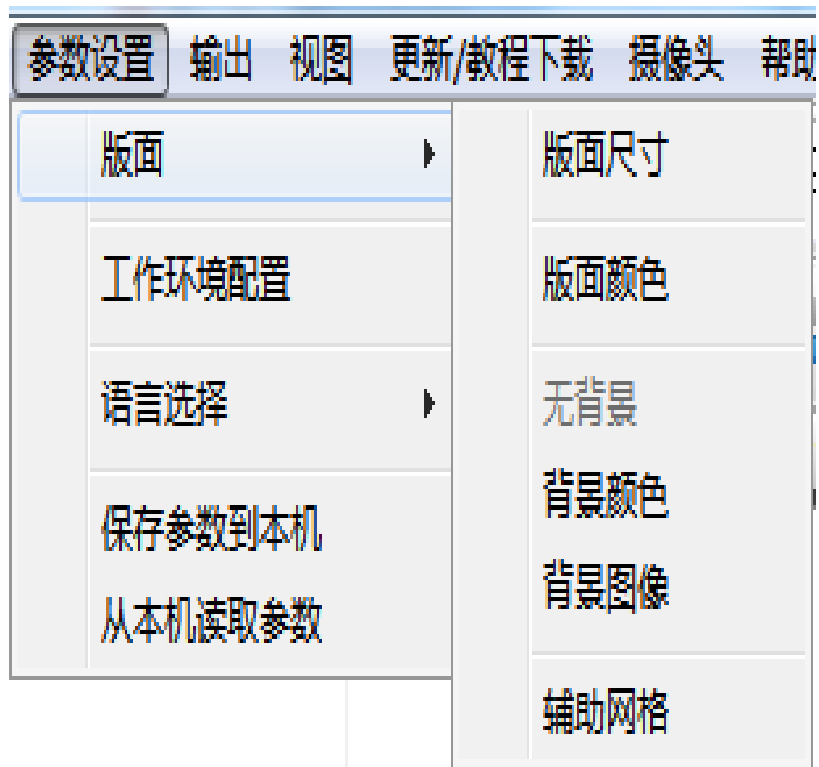 参数设置 输出 视图 更新/教程下载 摄像头 帮助
版面
工作环境配置
语言选择
保存参数到本机
从本机读取参数
版面尺寸
版面颜色
无背景
背景颜色
背景图像
辅助网格